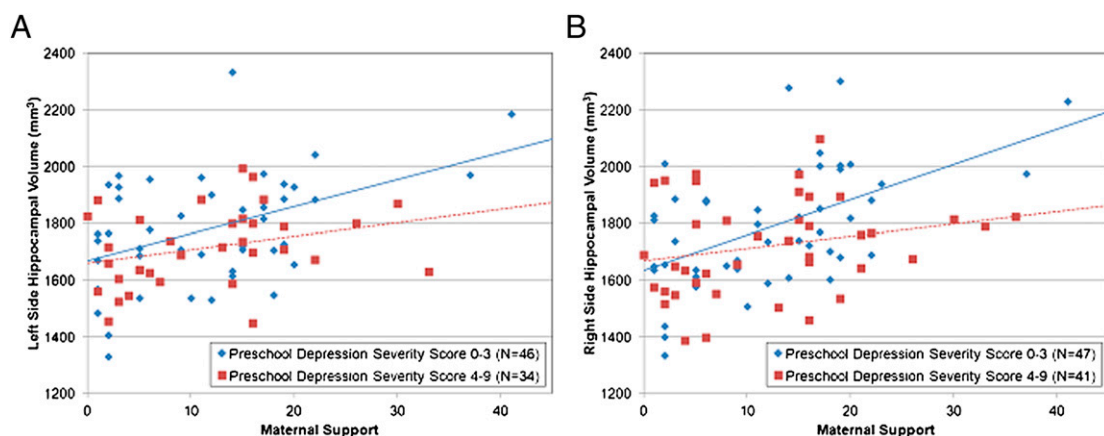 A
Left Side Hippocampal Volume (mm³)
2400
2200
2000
1800
1600
1400
1200
0
10
20
30
40
Maternal Support
Preschool Depression Severity Score 0-3 (N=46)
Preschool Depression Severity Score 4-9 (N=34)
B
Right Side Hippocampal Volume (mm³)
2400
2200
2000
1800
1600
1400
1200
0
10
20
30
40
Maternal Support
Preschool Depression Severity Score 0-3 (N=47)
Preschool Depression Severity Score 4-9 (N=41)